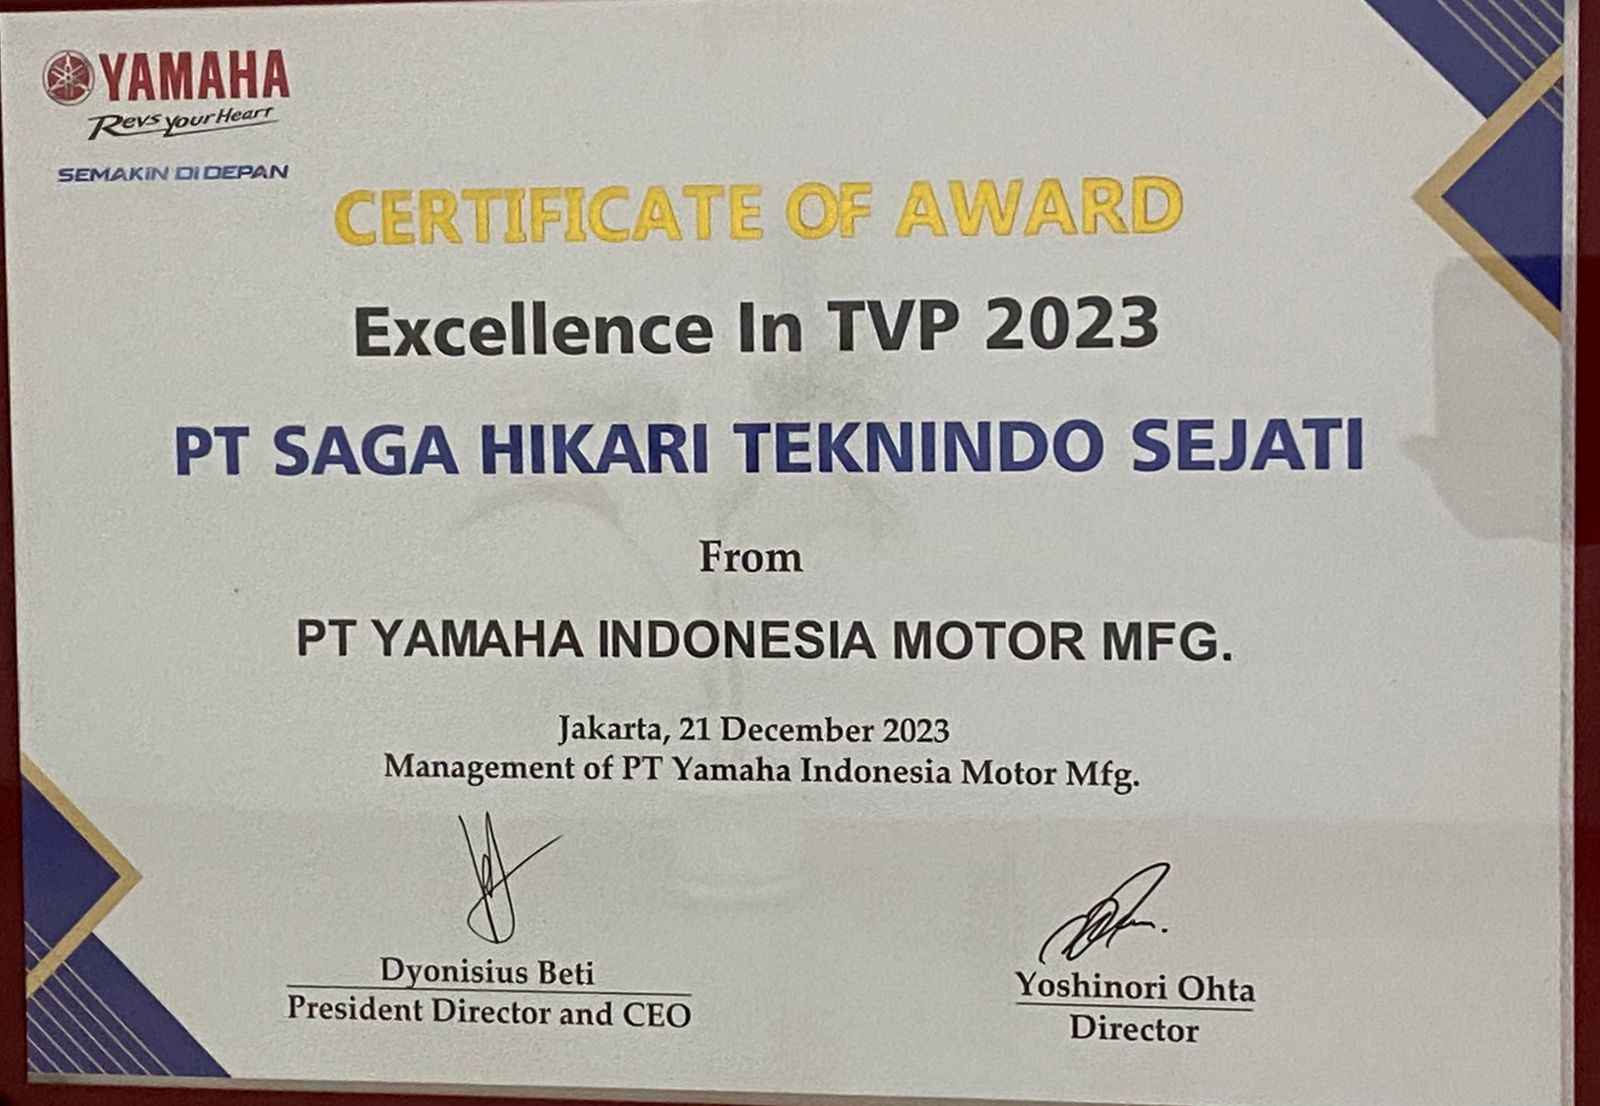 YAMAHA
Revs your Heart
SEMAKIN DI DEPAN
CERTIFICATE OF AWARD
Excellence In TVP 2023
PT SAGA HIKARI TEKNINDO SEJATI
From
PT YAMAHA INDONESIA MOTOR MFG.
Jakarta, 21 December 2023
Management of PT Yamaha Indonesia Motor Mfg.
Dyonisius Beti
President Director and CEO
Yoshinori Ohta
Director